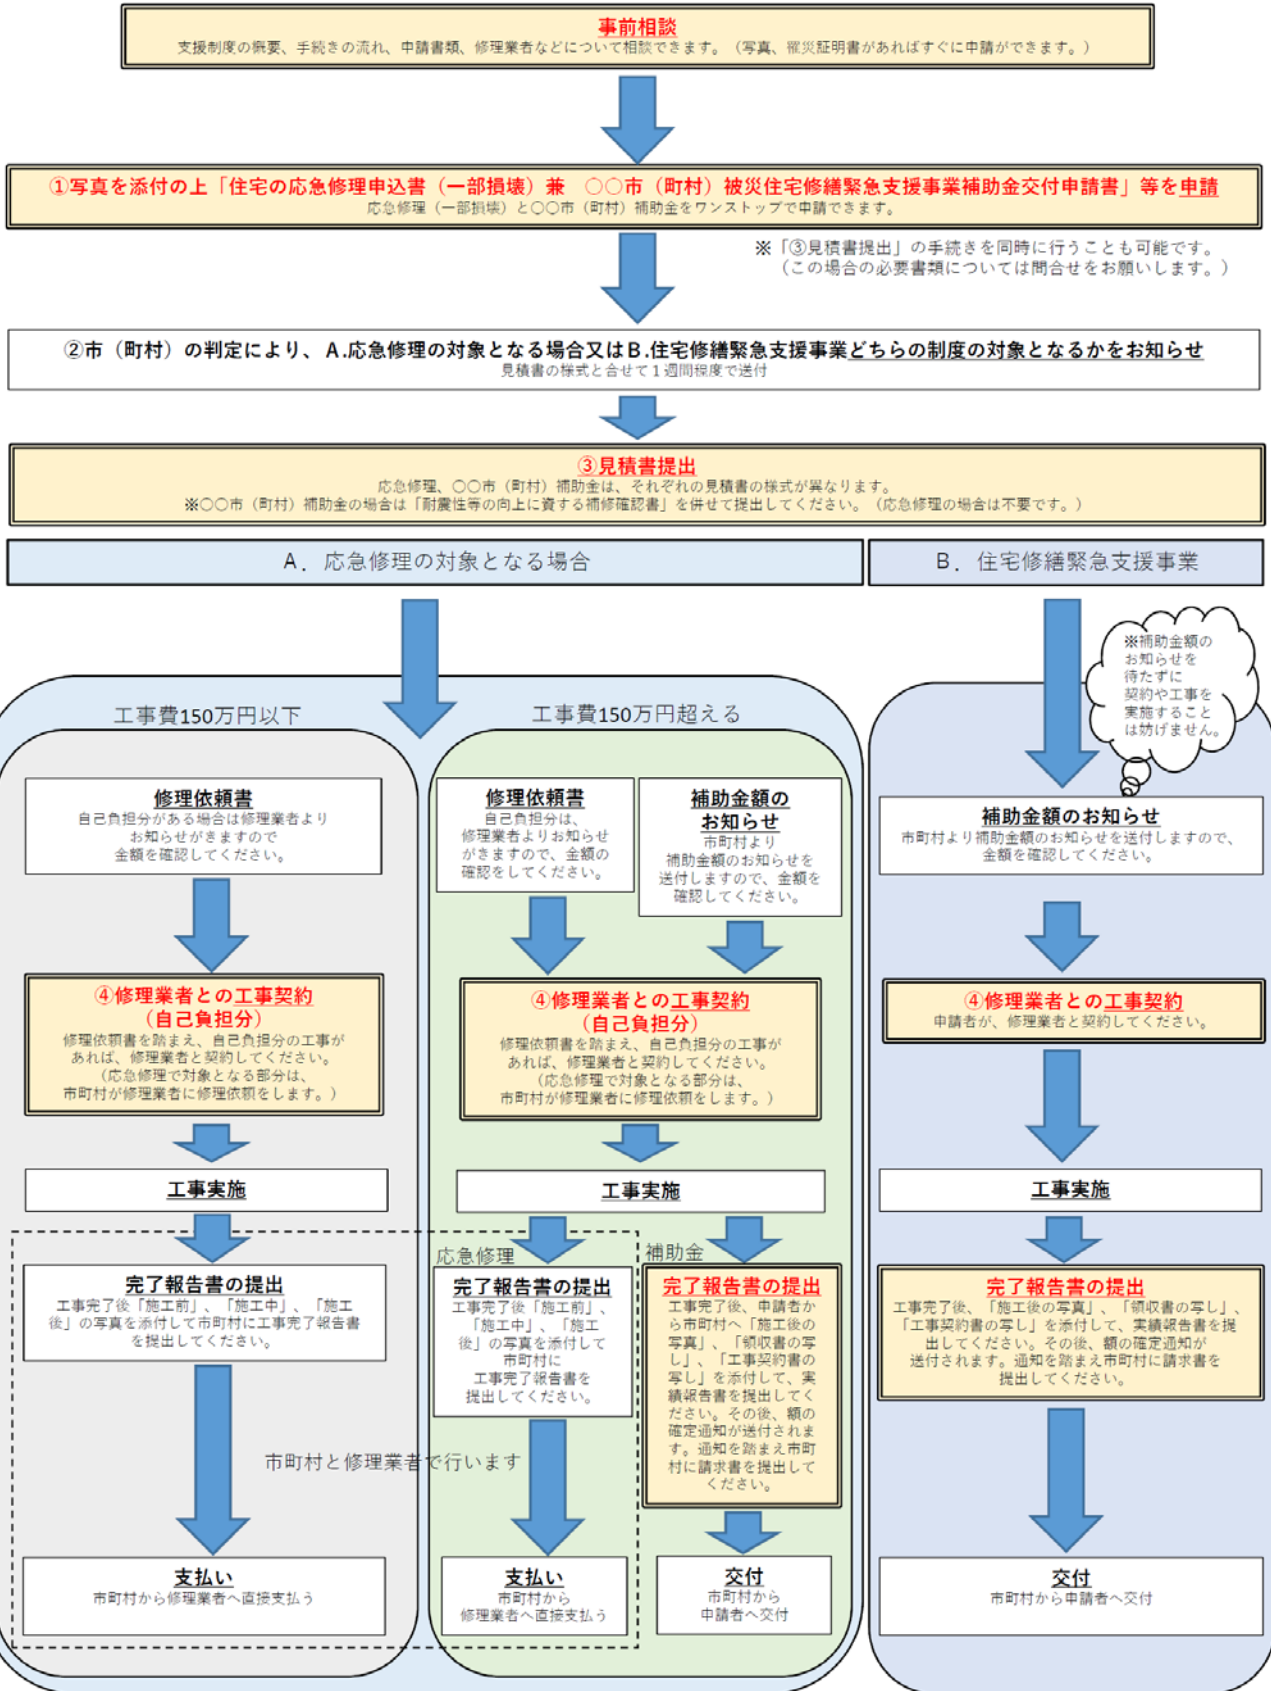 事前相談
支援制度の概要、手続きの流れ、申請書類、修理業者などについて相談できます。（写真、罹災証明書があればすぐに申請ができます。）
①写真を添付の上「住宅の応急修理申込書（一部損壊）兼　〇〇市（町村）被災住宅修繕緊急支援事業補助金交付申請書」等を申請
応急修理（一部損壊）と〇〇市（町村）補助金をワンストップで申請できます。
※「③見積書提出」の手続きを同時に行うことも可能です。
（この場合の必要書類については問合せをお願いします。）
②市（町村）の判定により、A.応急修理の対象となる場合又はB.住宅修繕緊急支援事業どちらの制度の対象となるかをお知らせ
見積書の様式と合せて１週間程度で送付
③見積書提出
応急修理、〇〇市（町村）補助金は、それぞれの見積書の様式が異なります。
※〇〇市（町村）補助金の場合は「耐震性等の向上に資する補修確認書」を併せて提出してください。（応急修理の場合は不要です。）
A．応急修理の対象となる場合
工事費150万円以下
修理依頼書
自己負担分がある場合は修理業者より
お知らせがきますので
金額を確認してください。
④修理業者との工事契約
（自己負担分）
修理依頼書を踏まえ、自己負担分の工事が
あれば、修理業者と契約してください。
（応急修理で対象となる部分は、
市町村が修理業者に修理依頼をします。）
工事実施
完了報告書の提出
工事完了後「施工前」、「施工中」、「施工
後」の写真を添付して市町村に工事完了報告書
を提出してください。
支払い
市町村から修理業者へ直接支払う
工事費150万円超える
修理依頼書
自己負担分は、
修理業者よりお知らせ
がきますので、金額の
確認をしてください。
補助金額の
お知らせ
市町村より
補助金額のお知らせを
送付しますので、金額を
確認してください。
④修理業者との工事契約
（自己負担分）
修理依頼書を踏まえ、自己負担分の工事が
あれば、修理業者と契約してください。
（応急修理で対象となる部分は、
市町村が修理業者に修理依頼をします。）
工事実施
応急修理
完了報告書の提出
工事完了後「施工前」、
「施工中」、「施工
後」の写真を添付して
市町村に
工事完了報告書を
提出してください。
市町村と修理業者で行います
支払い
市町村から
修理業者へ直接支払う
補助金
完了報告書の提出
工事完了後、申請者か
ら市町村へ「施工後の
写真」、「領収書の写
し」、「工事契約書の
写し」を添付して、実
績報告書を提出してく
ださい。その後、額の
確定通知が送付されま
す。通知を踏まえ市町
村に請求書を提出して
ください。
交付
市町村から
申請者へ交付
B．住宅修繕緊急支援事業
※補助金額の
お知らせを
待たずに
契約や工事を
実施すること
は妨げません。
補助金額のお知らせ
市町村より補助金額のお知らせを送付しますので、
金額を確認してください。
④修理業者との工事契約
申請者が、修理業者と契約してください。
工事実施
完了報告書の提出
工事完了後、「施工後の写真」、「領収書の写し」、
「工事契約書の写し」を添付して、実績報告書を提
出してください。その後、額の確定通知が
送付されます。通知を踏まえ市町村に請求書を
提出してください。
交付
市町村から申請者へ交付